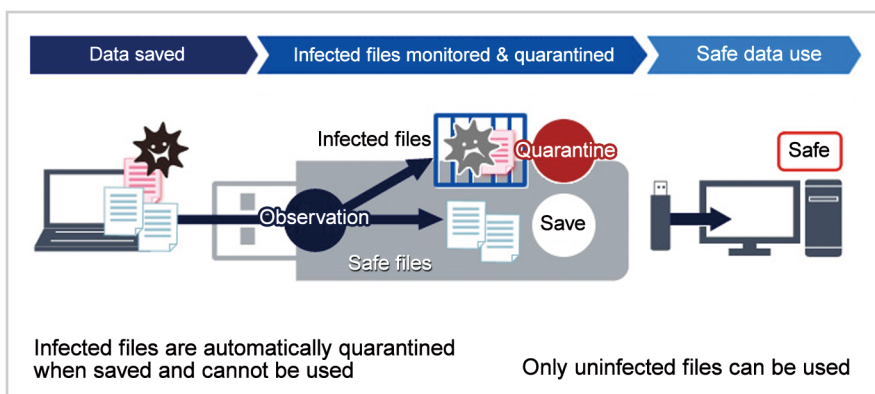 Data saved
Infected files monitored & quarantined
Safe data use
Infected files
Quarantine
Safe
Observation
Save
Safe files
Infected files are automatically quarantined
when saved and cannot be used
Only uninfected files can be used